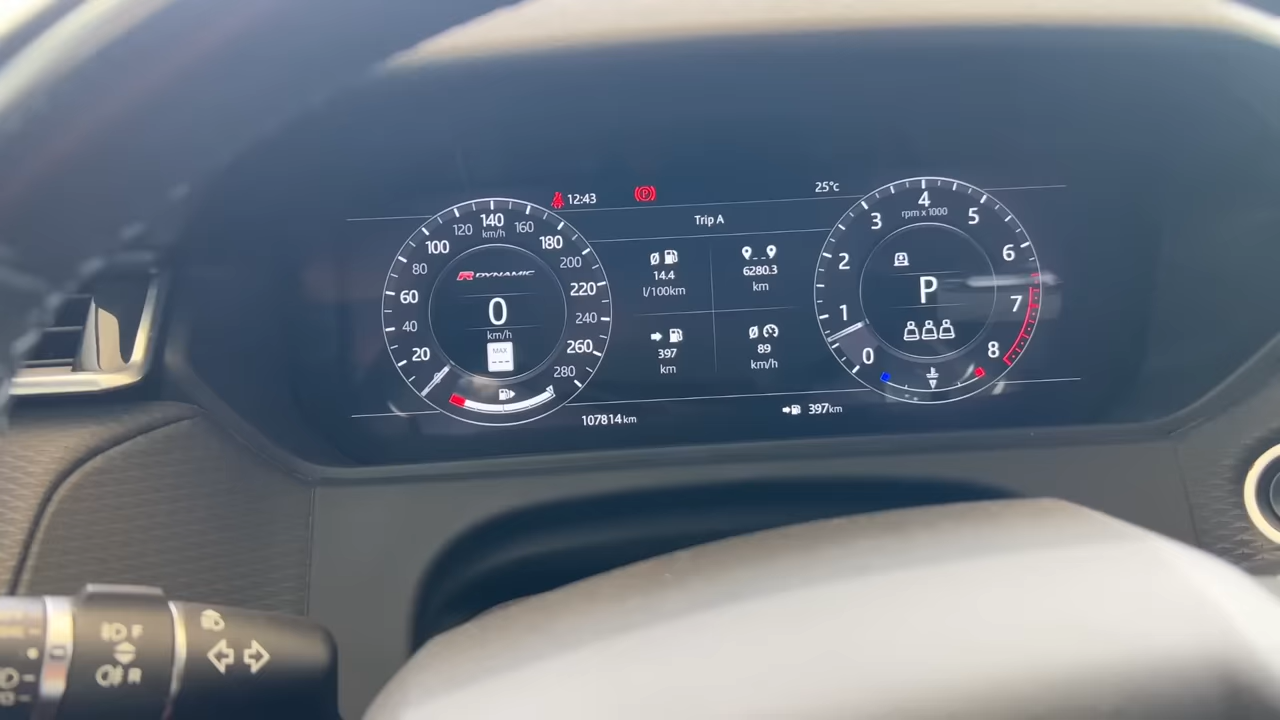 12:43
25°c
Trip A
20
40
60
80
100
120
140
160
180
200
220
240
260
280
km/h
R DYNAMIC
0
km/h
MAX
---
14.4
l/100km
6280.3
km
397
km
89
km/h
107814 km
397km
0
1
2
3
4
5
6
7
8
rpm x 1000
P
P
F
R